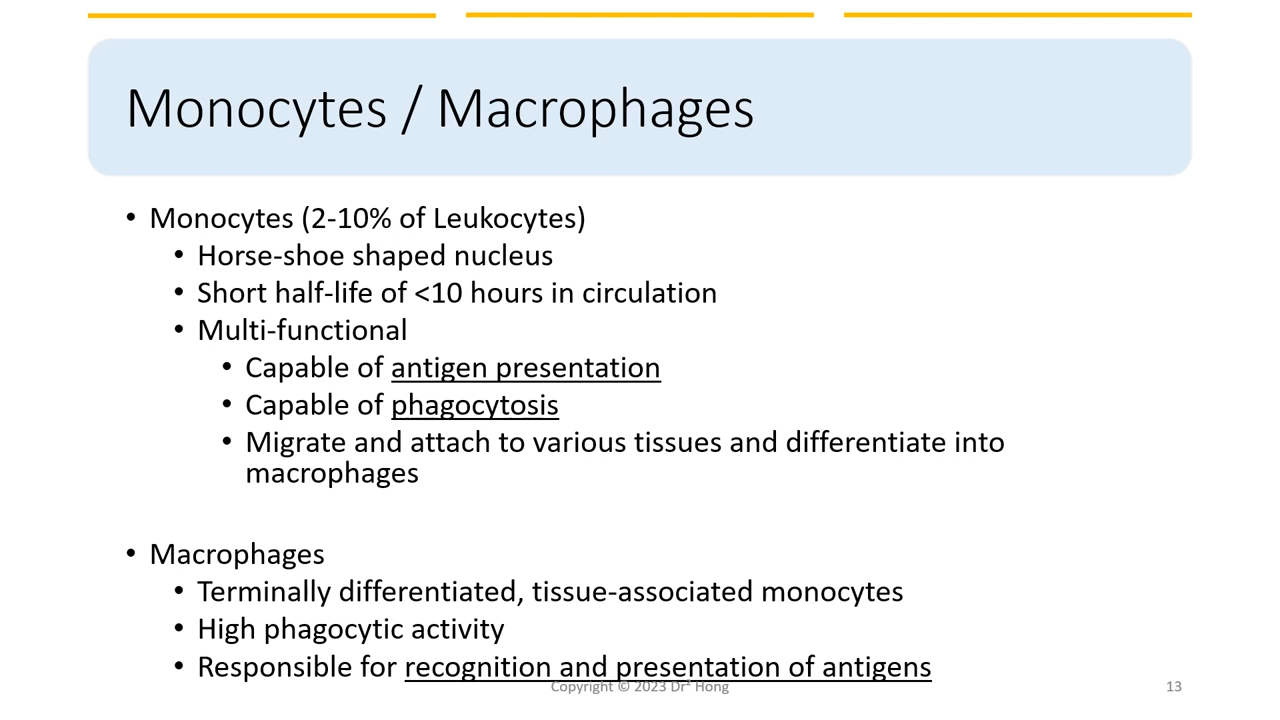 Monocytes / Macrophages
• Monocytes (2-10% of Leukocytes)
• Horse-shoe shaped nucleus
• Short half-life of <10 hours in circulation
• Multi-functional
• Capable of antigen presentation
• Capable of phagocytosis
• Migrate and attach to various tissues and differentiate into
macrophages
• Macrophages
• Terminally differentiated, tissue-associated monocytes
• High phagocytic activity
• Responsible for recognition and presentation of antigens
Copyright © 2023 Dr² Hong
13